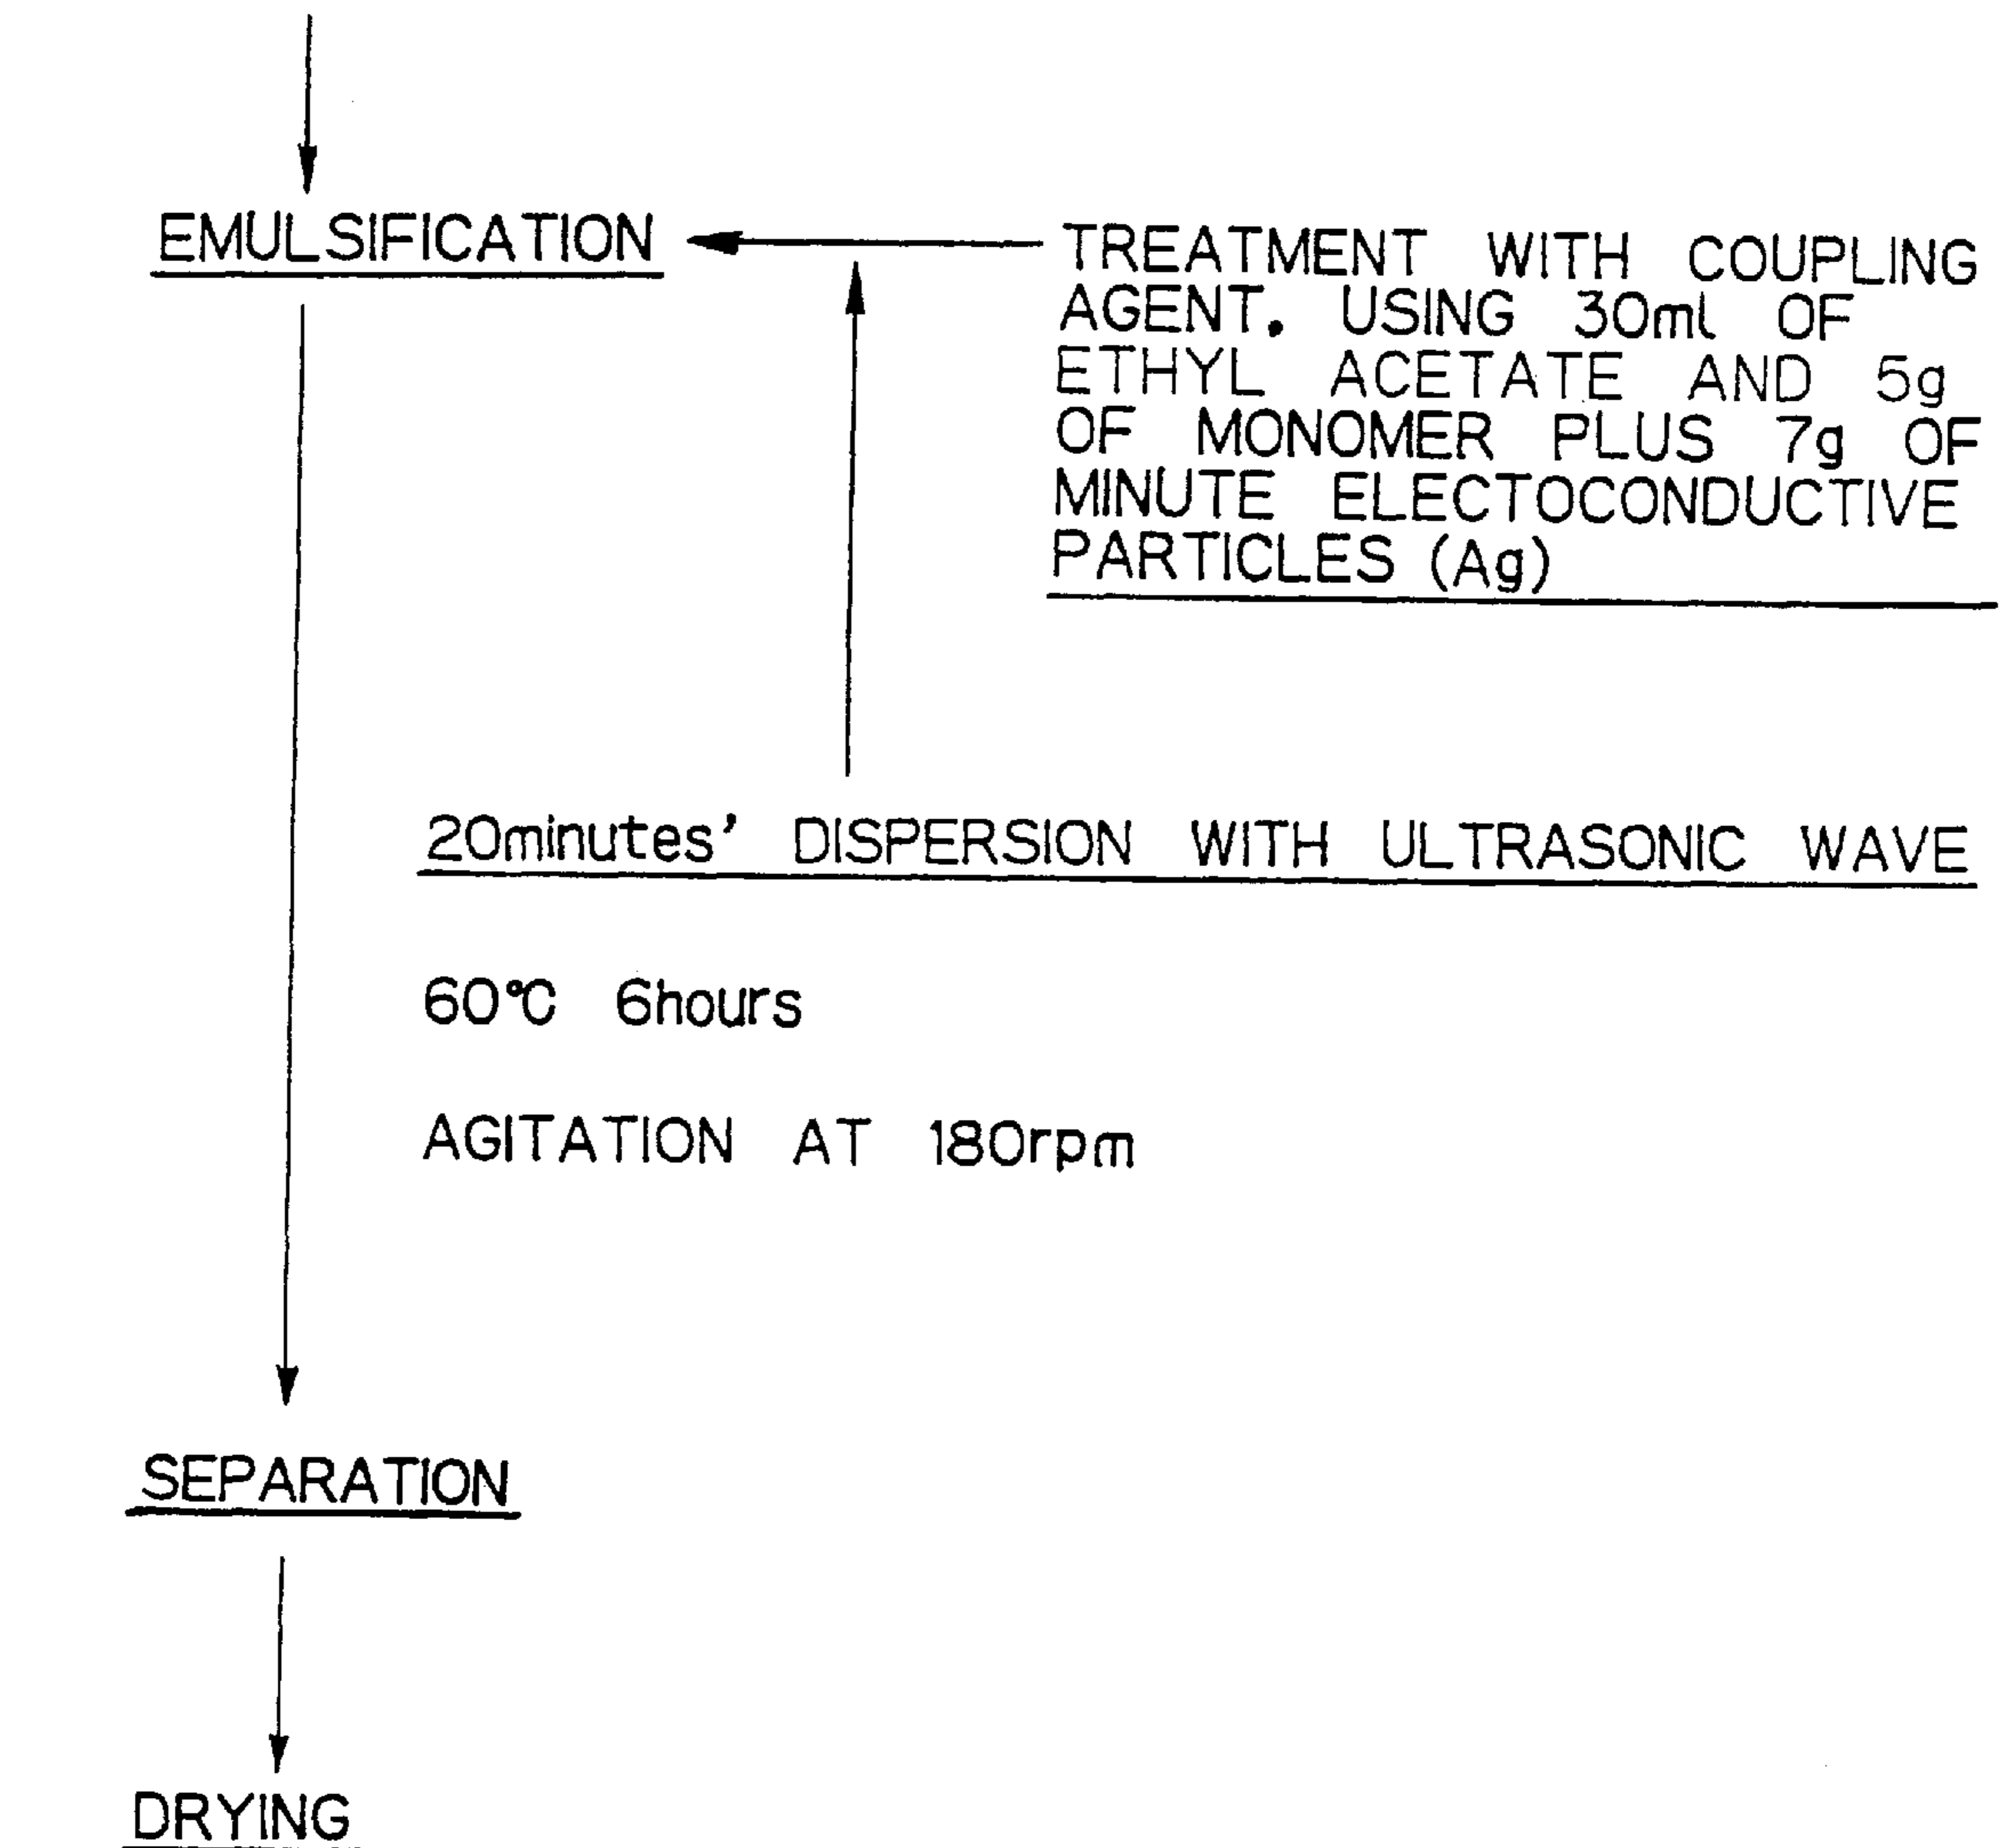 EMULSIFICATION
TREATMENT WITH COUPLING
AGENT. USING 30ml OF
ETHYL ACETATE AND 5g
OF MONOMER PLUS 7g OF
MINUTE ELECTOCONDUCTIVE
PARTICLES (Ag)
20minutes' DISPERSION WITH ULTRASONIC WAVE
60°C 6hours
AGITATION AT 180rpm
SEPARATION
DRYING